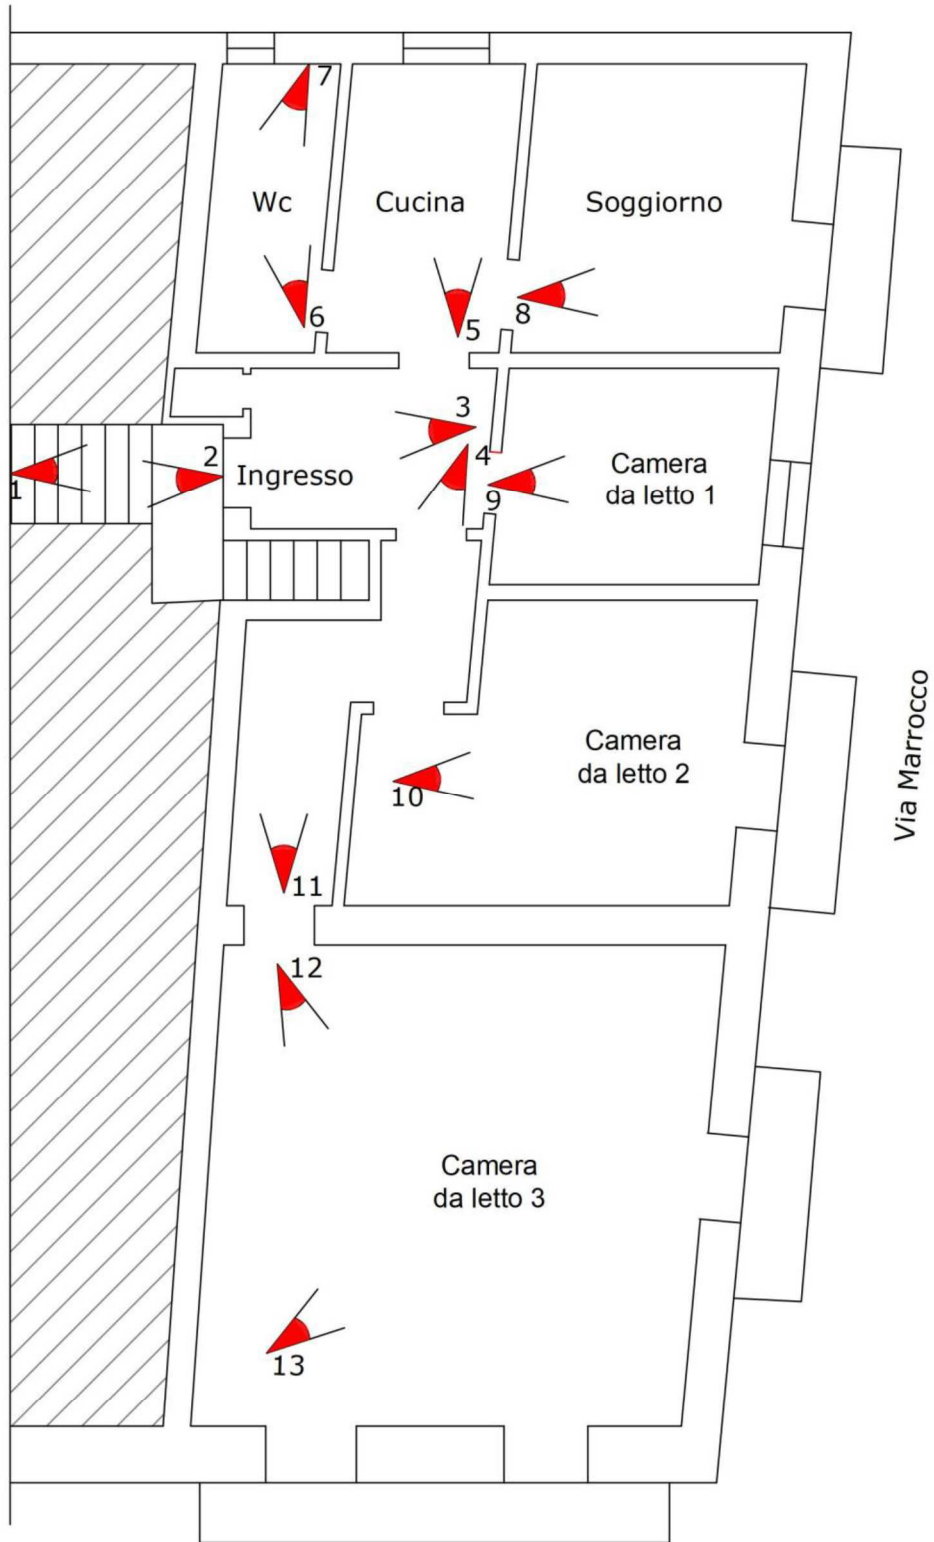 7
Wc
Cucina
Soggiorno
6
5
8
3
2
4
1
Ingresso
9
Camera
da letto 1
Camera
da letto 2
10
Via Marrocco
11
12
Camera
da letto 3
13